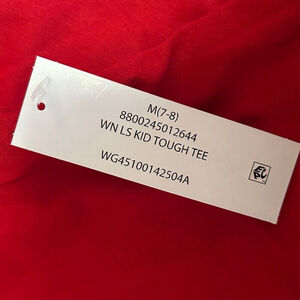 M(7-8)
8800245012644
WN LS KID TOUGH TEE
WG45100142504A